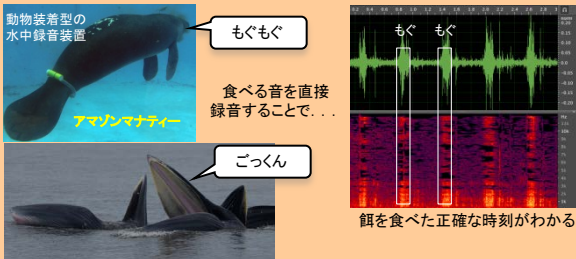 動物装着型の
水中録音装置
もぐもぐ
アマゾンマナティー
食べる音を直接
録音することで...
ごっくん
もぐ
もぐ
餌を食べた正確な時刻がわかる